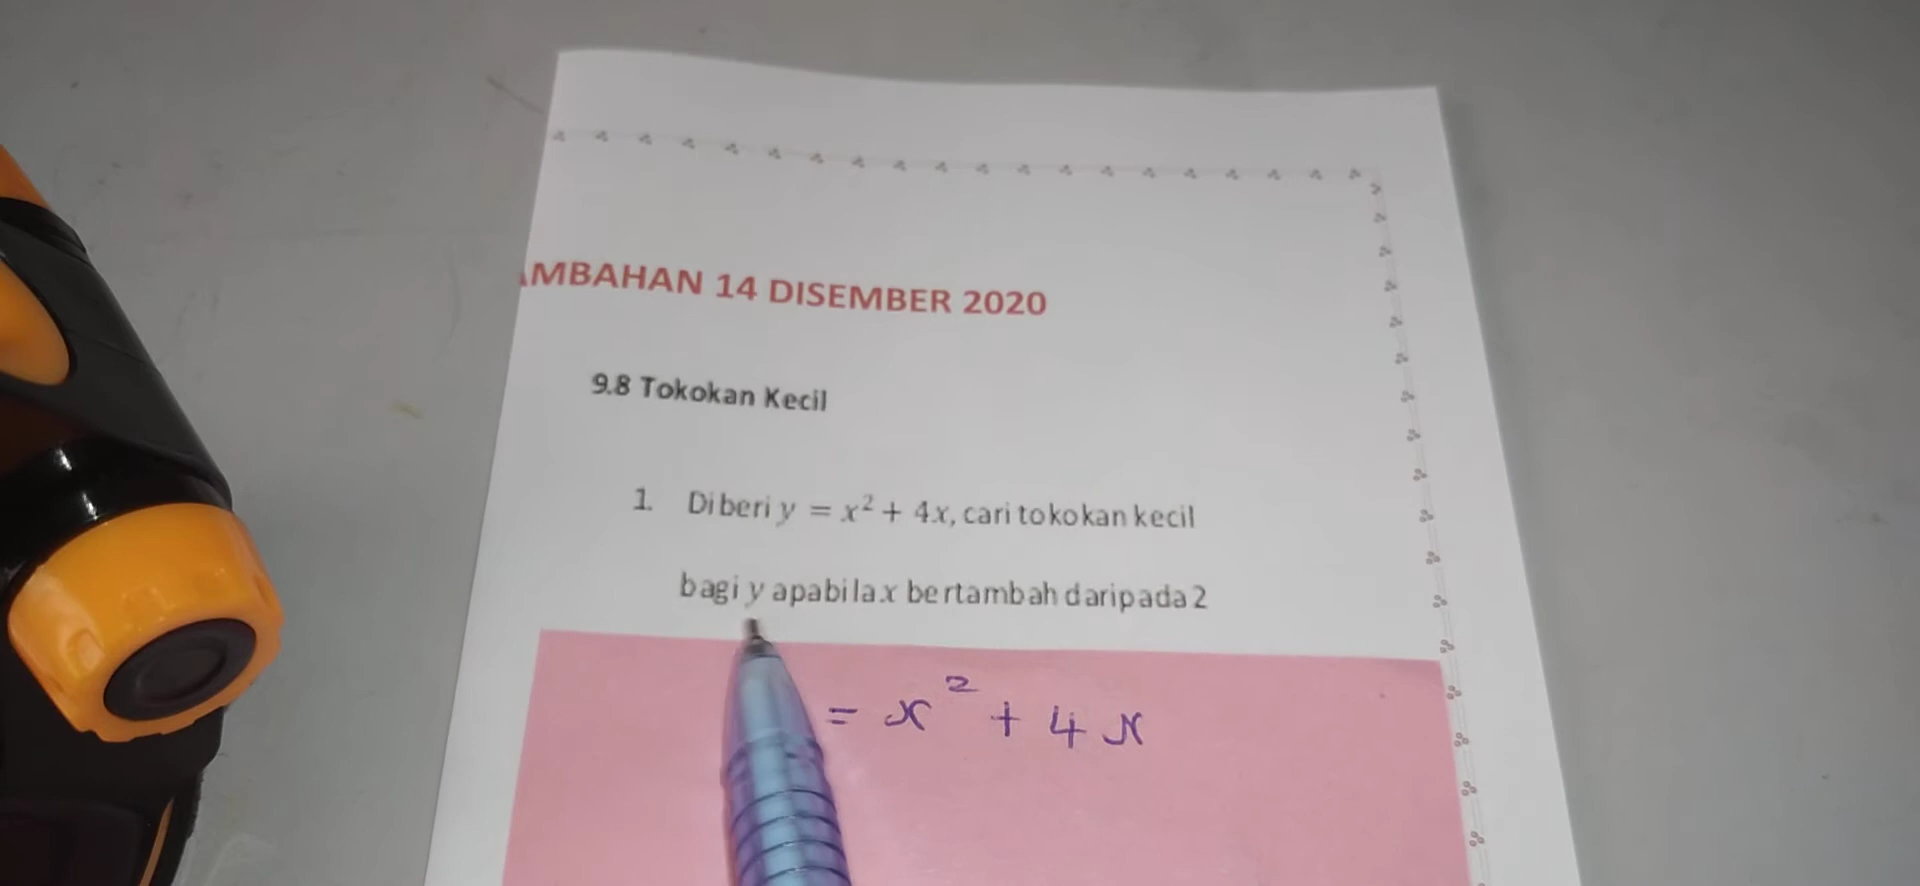 MBAHAN 14 DISEMBER 2020
9.8 Tokokan Kecil
1. Diberi y = x² + 4x, cari tokokan kecil
bagi y apabila x bertambah daripada 2
= x² + 4x